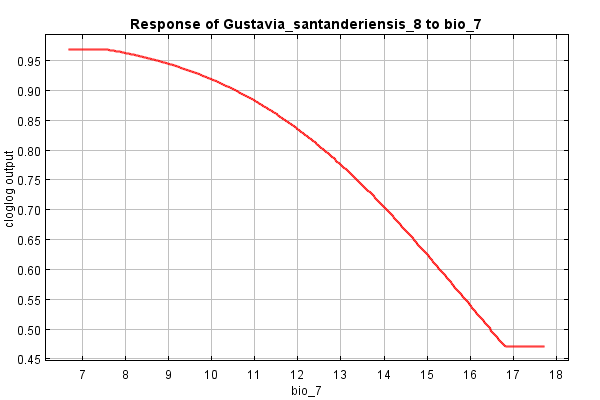 Response of Gustavia_santanderiensis_8 to bio_7
cloglog output
0.95
0.90
0.85
0.80
0.75
0.70
0.65
0.60
0.55
0.50
0.45
7 8 9 10 11 12 13 14 15 16 17 18
bio_7